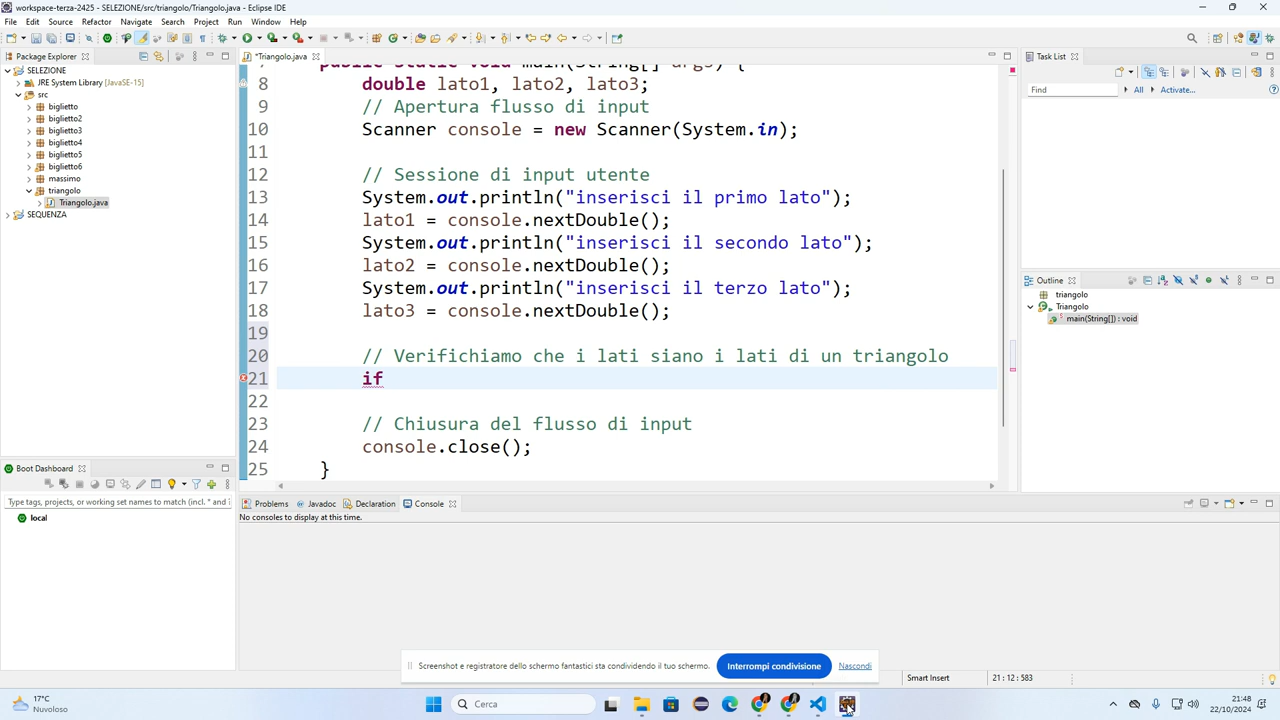 workspace-terza-2425 - SELEZIONE/src/triangolo/Triangolo.java - Eclipse IDE
File Edit Source Refactor Navigate Search Project Run Window Help
Package Explorer
SELEZIONE
JRE System Library [JavaSE-15]
src
biglietto
biglietto2
biglietto3
biglietto4
biglietto5
biglietto6
massimo
triangolo
Triangolo.java
SEQUENZA
*Triangolo.java
7 public static void main(String[] args) {
8 double lato1, lato2, lato3;
9 // Apertura flusso di input
10 Scanner console = new Scanner(System.in);
11
12 // Sessione di input utente
13 System.out.println("inserisci il primo lato");
14 lato1 = console.nextDouble();
15 System.out.println("inserisci il secondo lato");
16 lato2 = console.nextDouble();
17 System.out.println("inserisci il terzo lato");
18 lato3 = console.nextDouble();
19
20 // Verifichiamo che i lati siano i lati di un triangolo
21 if
22
23 // Chiusura del flusso di input
24 console.close();
25 }
Task List
Find All Activate...
Outline
triangolo
Triangolo
main(String[]) : void
Boot Dashboard
Type tags, projects, or working set names to match (incl. * and
local
Problems Javadoc Declaration Console
No consoles to display at this time.
Screenshot e registratore dello schermo fantastici sta condividendo il tuo schermo. Interrompi condivisione Nascondi
Smart Insert 21 : 12 : 583
17°C
Nuvoloso
Cerca
21:48
22/10/2024